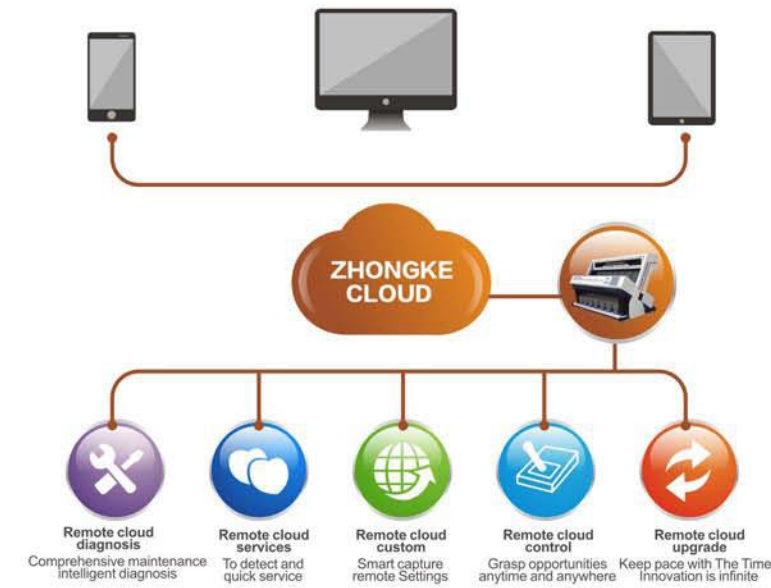 ZHONGKE
CLOUD
Remote cloud
diagnosis
Comprehensive maintenance
intelligent diagnosis
Remote cloud
services
To detect and
quick service
Remote cloud
custom
Smart capture
remote Settings
Remote cloud
control
Grasp opportunities
anytime and anywhere
Remote cloud
upgrade
Keep pace with The Time
Innovation is infinite